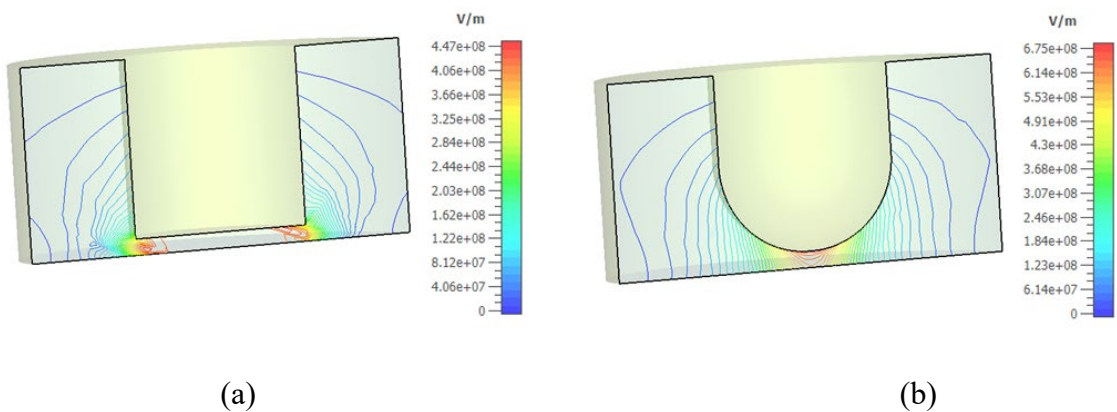 V/m
4.47e+08
4.06e+08
3.66e+08
3.25e+08
2.84e+08
2.44e+08
2.03e+08
1.62e+08
1.22e+08
8.12e+07
4.06e+07
0
V/m
6.75e+08
6.14e+08
5.53e+08
4.91e+08
4.3e+08
3.68e+08
3.07e+08
2.46e+08
1.84e+08
1.23e+08
6.14e+07
0
(a)
(b)